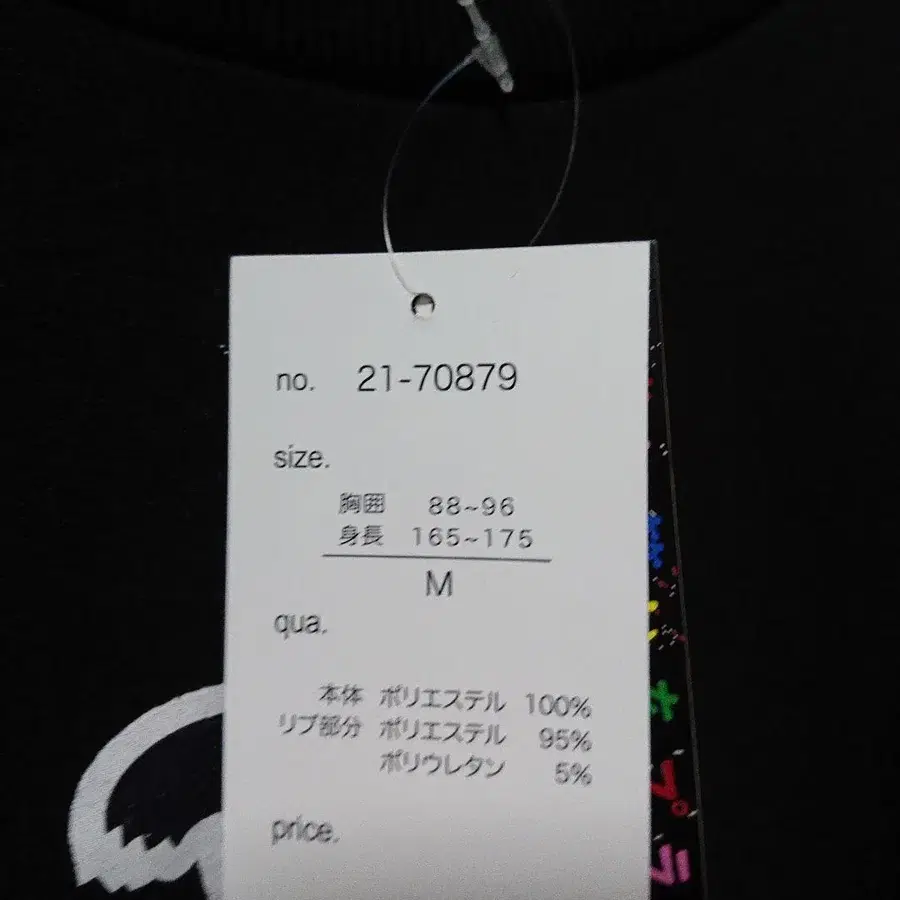 no. 21-70879
size.
胸囲 88~96
身長 165~175
M
qua.
本体 ポリエステル 100%
リブ部分 ポリエステル 95%
ポリウレタン 5%
price.